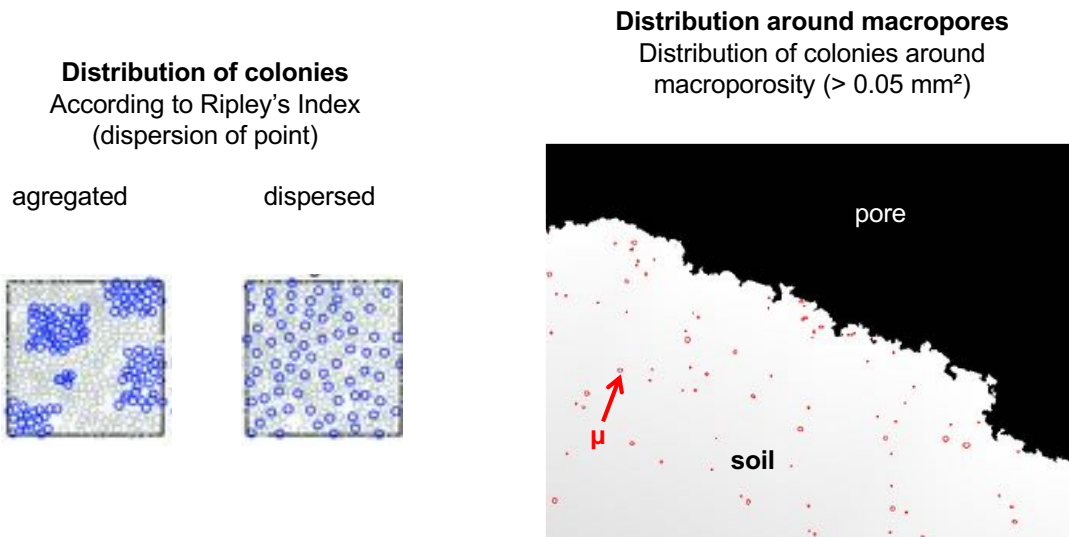 Distribution of colonies
According to Ripley's Index
(dispersion of point)
agregated
dispersed
Distribution around macropores
Distribution of colonies around
macroporosity (> 0.05 mm²)
pore
µ
soil